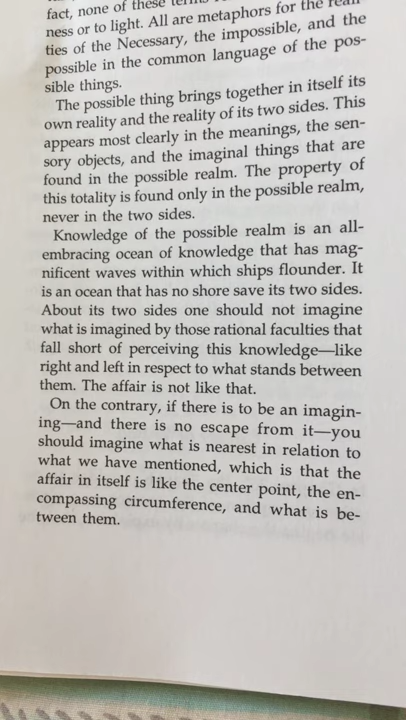 fact, none of these
ness or to light. All are metaphors for the
ties of the Necessary, the impossible, and the
possible in the common language of the pos-
sible things.
The possible thing brings together in itself its
own reality and the reality of its two sides. This
appears most clearly in the meanings, the sen-
sory objects, and the imaginal things that are
found in the possible realm. The property of
this totality is found only in the possible realm,
never in the two sides.
Knowledge of the possible realm is an all-
embracing ocean of knowledge that has mag-
nificent waves within which ships flounder. It
is an ocean that has no shore save its two sides.
About its two sides one should not imagine
what is imagined by those rational faculties that
fall short of perceiving this knowledge—like
right and left in respect to what stands between
them. The affair is not like that.
On the contrary, if there is to be an imagin-
ing—and there is no escape from it—you
should imagine what is nearest in relation to
what we have mentioned, which is that the
affair in itself is like the center point, the en-
compassing circumference, and what is be-
tween them.